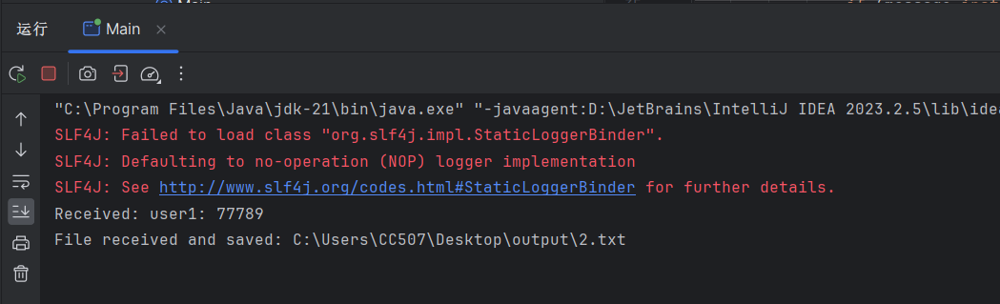 运行 Main
"C:\Program Files\Java\jdk-21\bin\java.exe" "-javaagent:D:\JetBrains\IntelliJ IDEA 2023.2.5\lib\idea
SLF4J: Failed to load class "org.slf4j.impl.StaticLoggerBinder".
SLF4J: Defaulting to no-operation (NOP) logger implementation
SLF4J: See http://www.slf4j.org/codes.html#StaticLoggerBinder for further details.
Received: user1: 77789
File received and saved: C:\Users\CC507\Desktop\output\2.txt